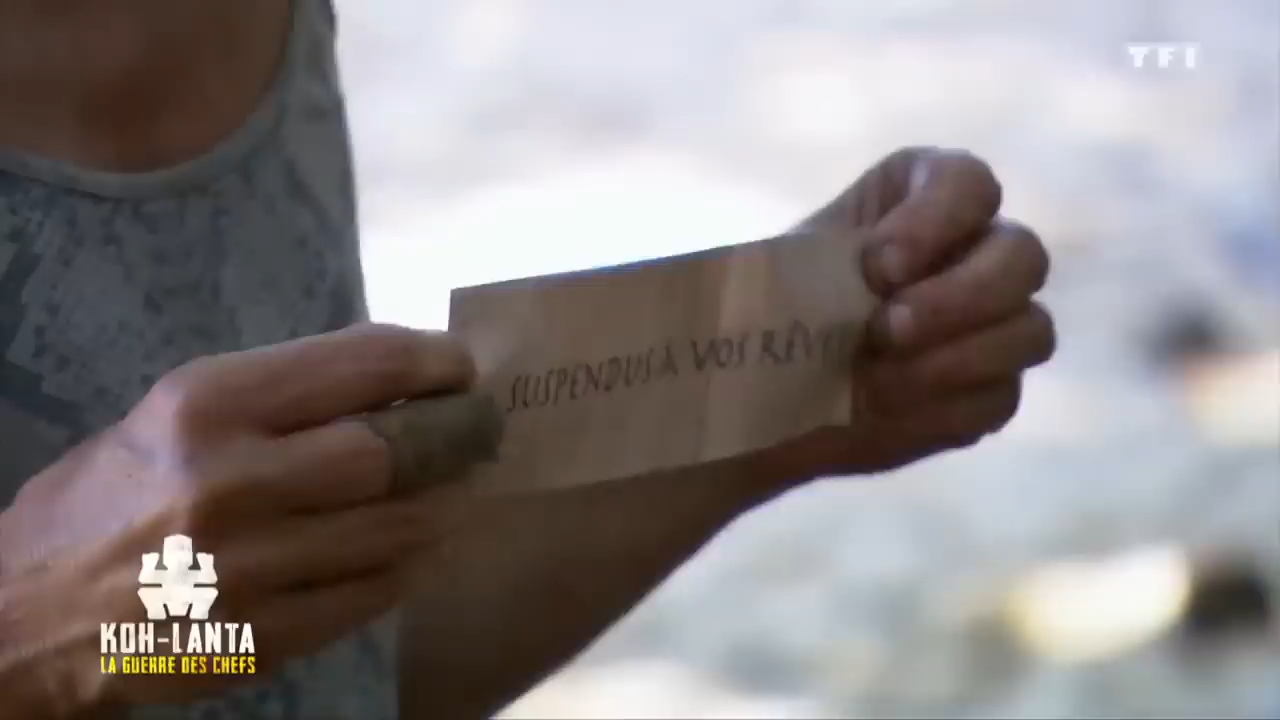 TF1
SUSPENDUS À VOS
KOH-LANTA
LA GUERRE DES CHEFS